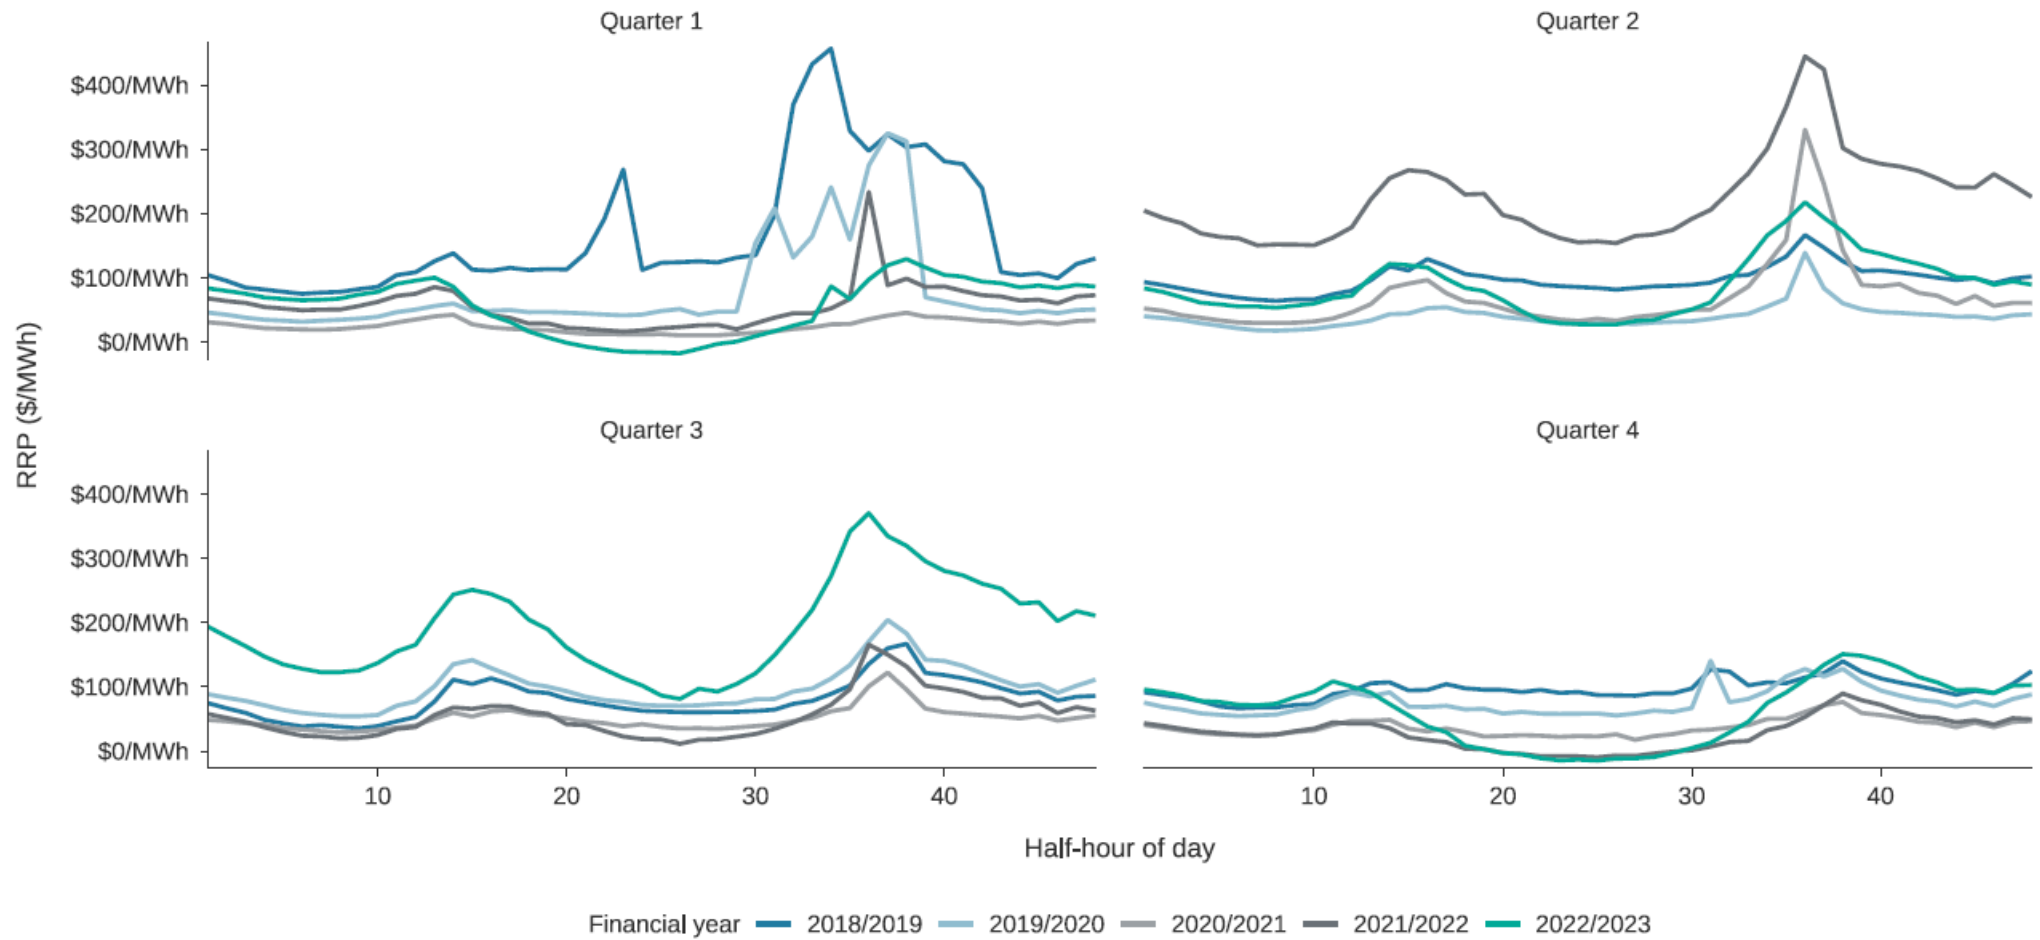 Quarter 1
Quarter 2
$400/MWh
$300/MWh
$200/MWh
$100/MWh
$0/MWh
RRP ($/MWh)
Quarter 3
Quarter 4
$400/MWh
$300/MWh
$200/MWh
$100/MWh
$0/MWh
10 20 30 40 10 20 30 40
Half-hour of day
Financial year 2018/2019 2019/2020 2020/2021 2021/2022 2022/2023